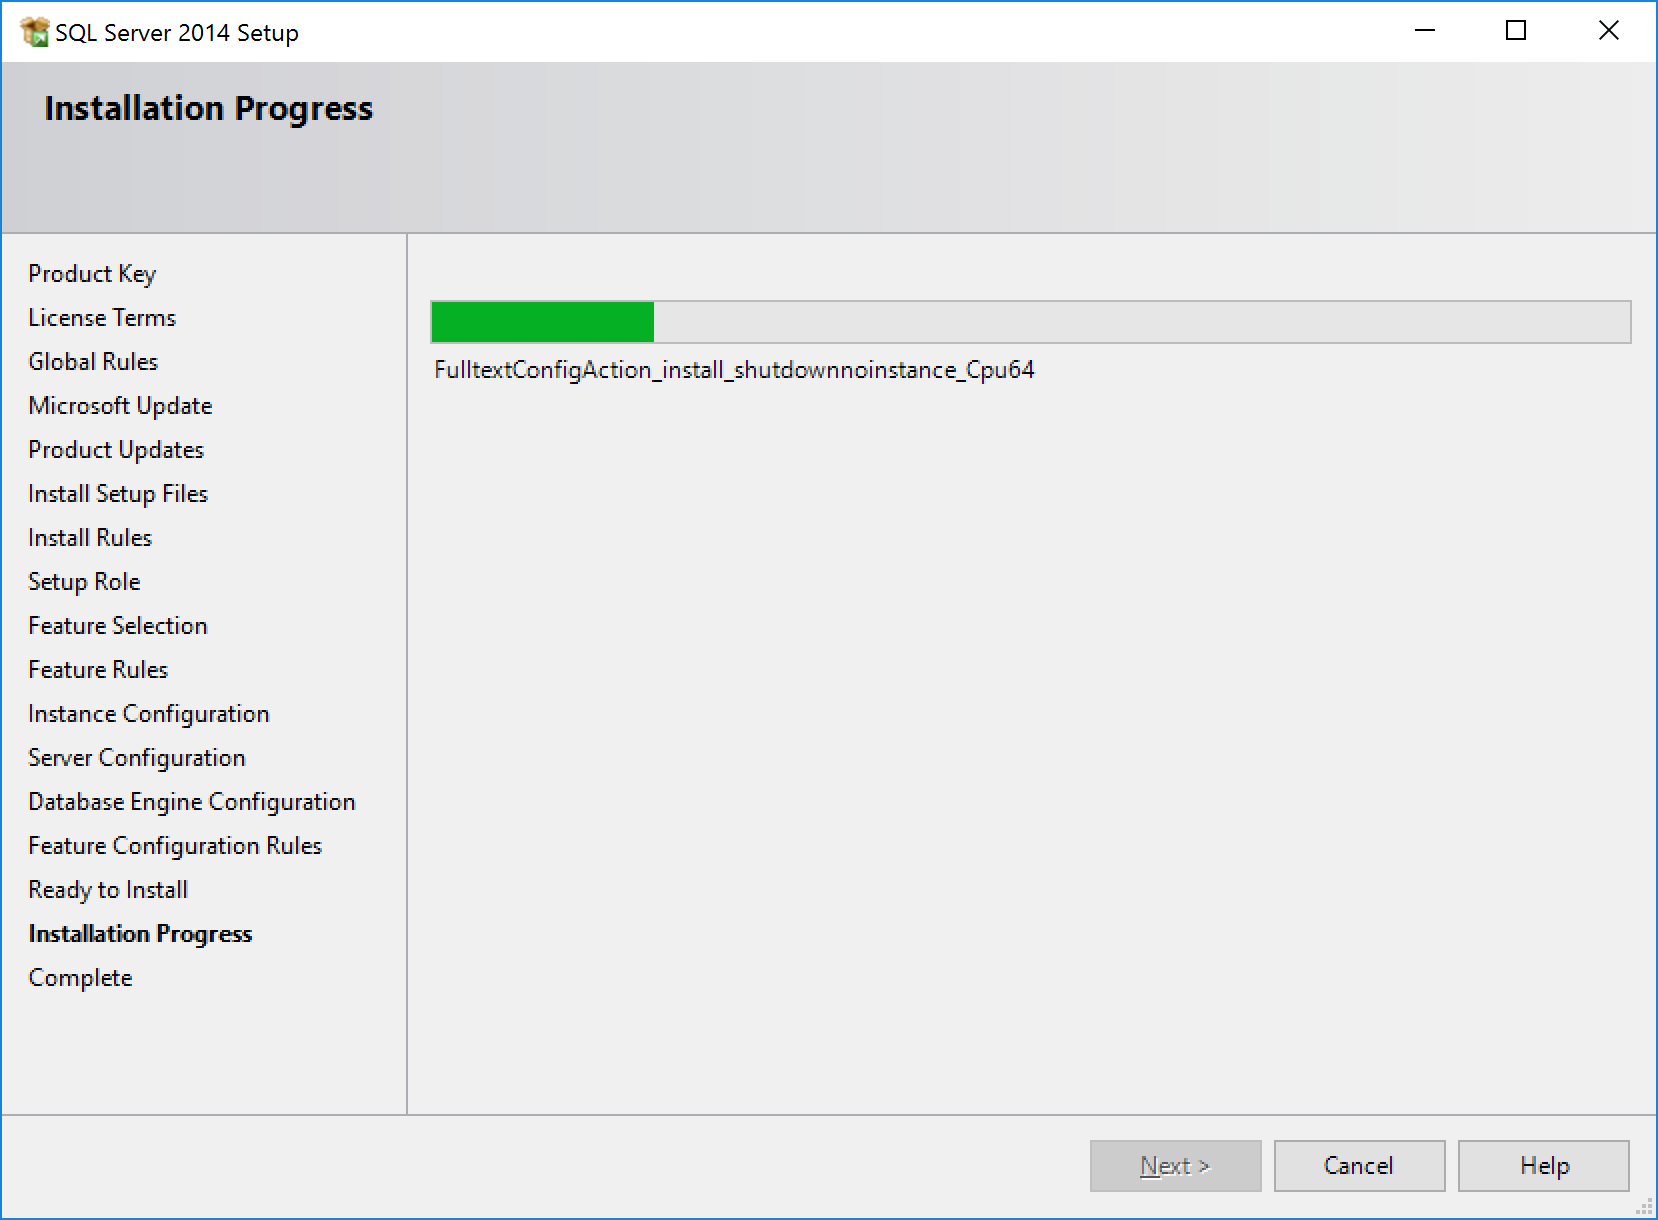 SQL Server 2014 Setup
Installation Progress
Product Key
License Terms
Global Rules
Microsoft Update
Product Updates
Install Setup Files
Install Rules
Setup Role
Feature Selection
Feature Rules
Instance Configuration
Server Configuration
Database Engine Configuration
Feature Configuration Rules
Ready to Install
Installation Progress
Complete
FulltextConfigAction_install_shutdownnoinstance_Cpu64
Next >
Cancel
Help